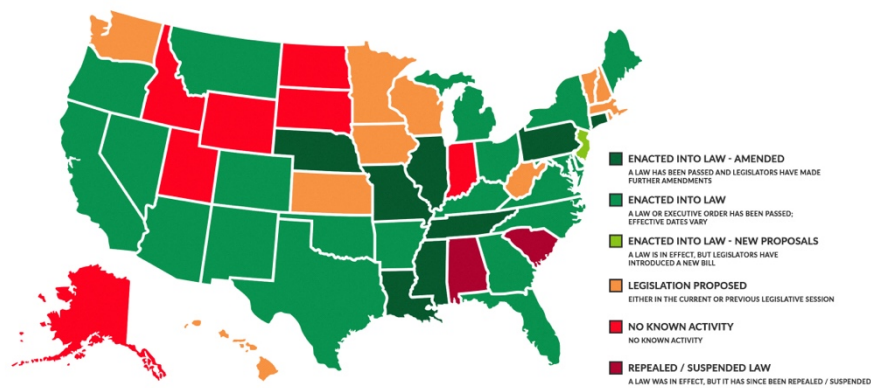 ENACTED INTO LAW - AMENDED
A LAW HAS BEEN PASSED AND LEGISLATORS HAVE MADE
FURTHER AMENDMENTS
ENACTED INTO LAW
A LAW OR EXECUTIVE ORDER HAS BEEN PASSED;
EFFECTIVE DATES VARY
ENACTED INTO LAW - NEW PROPOSALS
A LAW IS IN EFFECT, BUT LEGISLATORS HAVE
INTRODUCED A NEW BILL
LEGISLATION PROPOSED
EITHER IN THE CURRENT OR PREVIOUS LEGISLATIVE SESSION
NO KNOWN ACTIVITY
NO KNOWN ACTIVITY
REPEALED / SUSPENDED LAW
A LAW WAS IN EFFECT, BUT IT HAS SINCE BEEN REPEALED / SUSPENDED